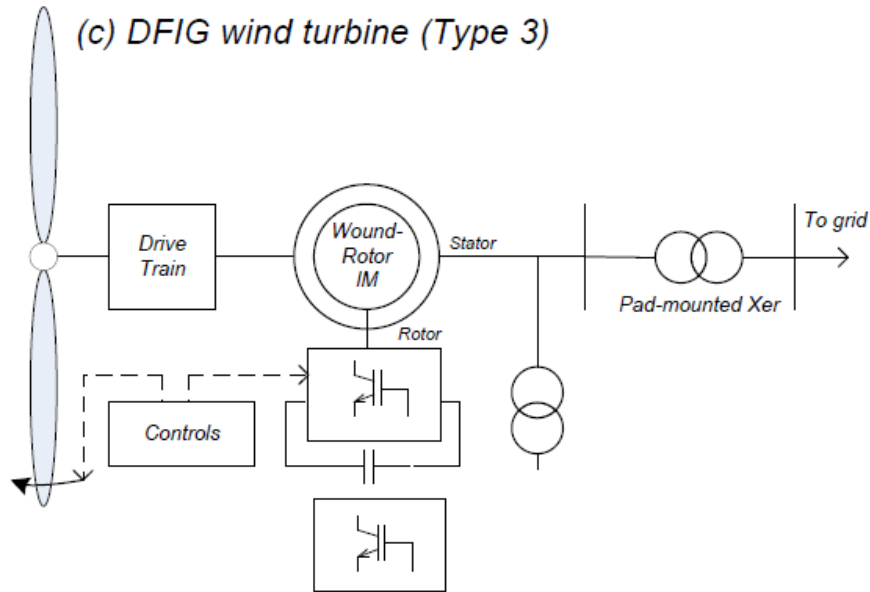 (c) DFIG wind turbine (Type 3)
Drive
Train
Wound-
Rotor
IM
Stator
To grid
Pad-mounted Xer
Rotor
Controls